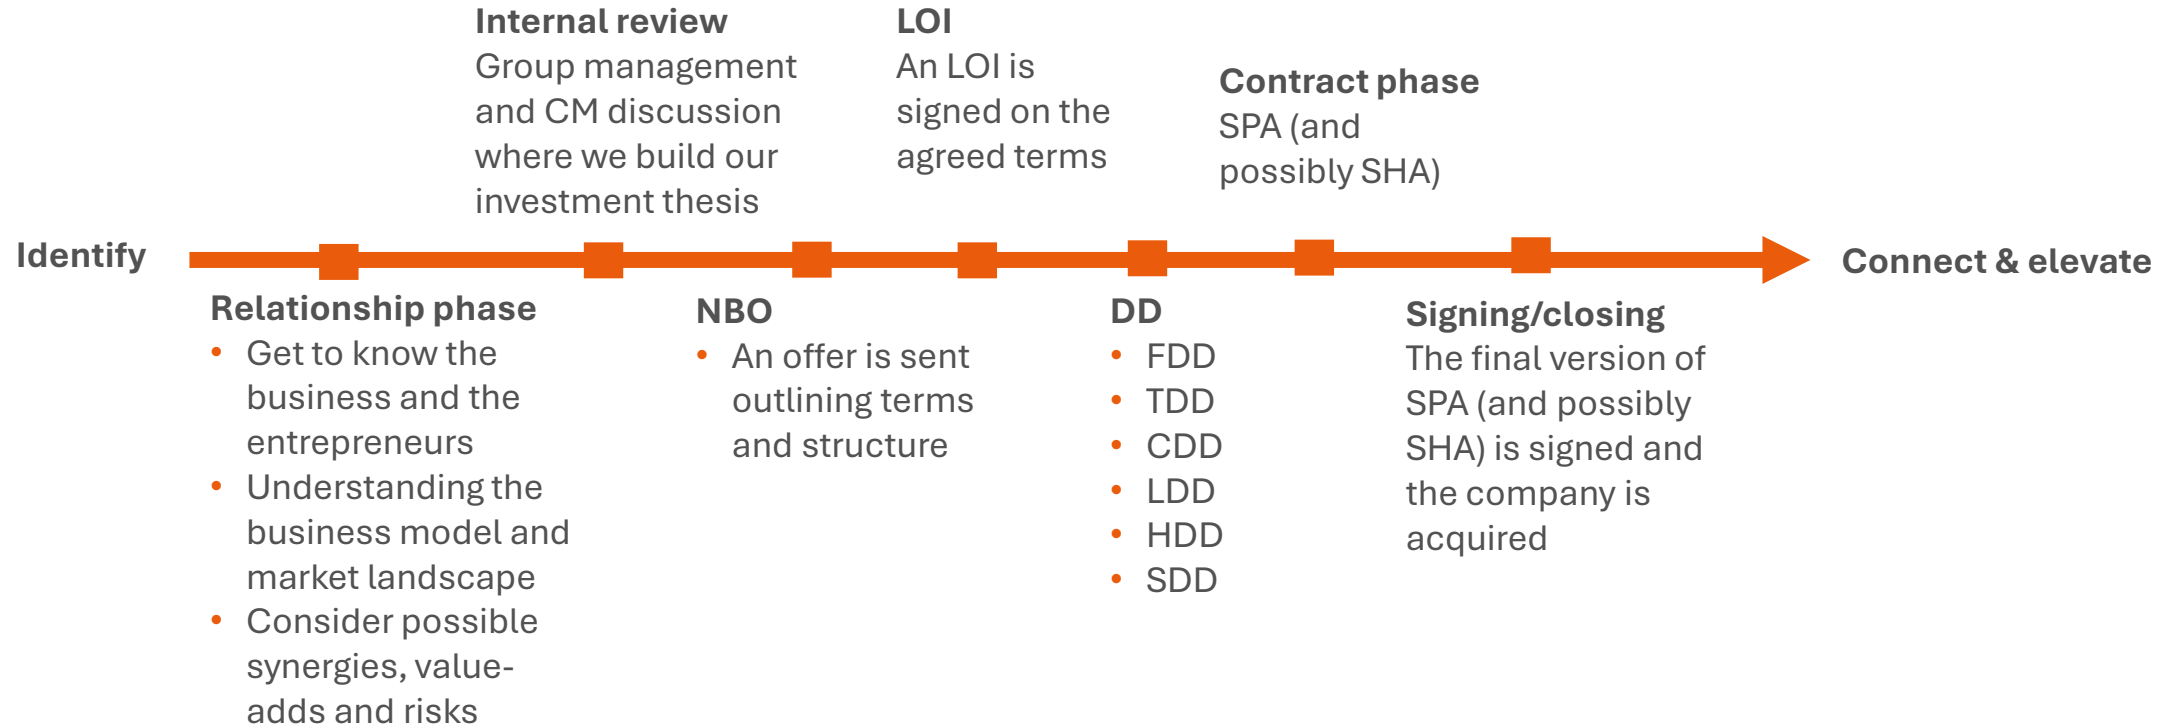 Identify
Relationship phase
• Get to know the
business and the
entrepreneurs
• Understanding the
business model and
market landscape
• Consider possible
synergies, value-
adds and risks
Internal review
Group management
and CM discussion
where we build our
investment thesis
NBO
• An offer is sent
outlining terms
and structure
LOI
An LOI is
signed on the
agreed terms
DD
• FDD
• TDD
• CDD
• LDD
• HDD
• SDD
Contract phase
SPA (and
possibly SHA)
Signing/closing
The final version of
SPA (and possibly
SHA) is signed and
the company is
acquired
Connect & elevate